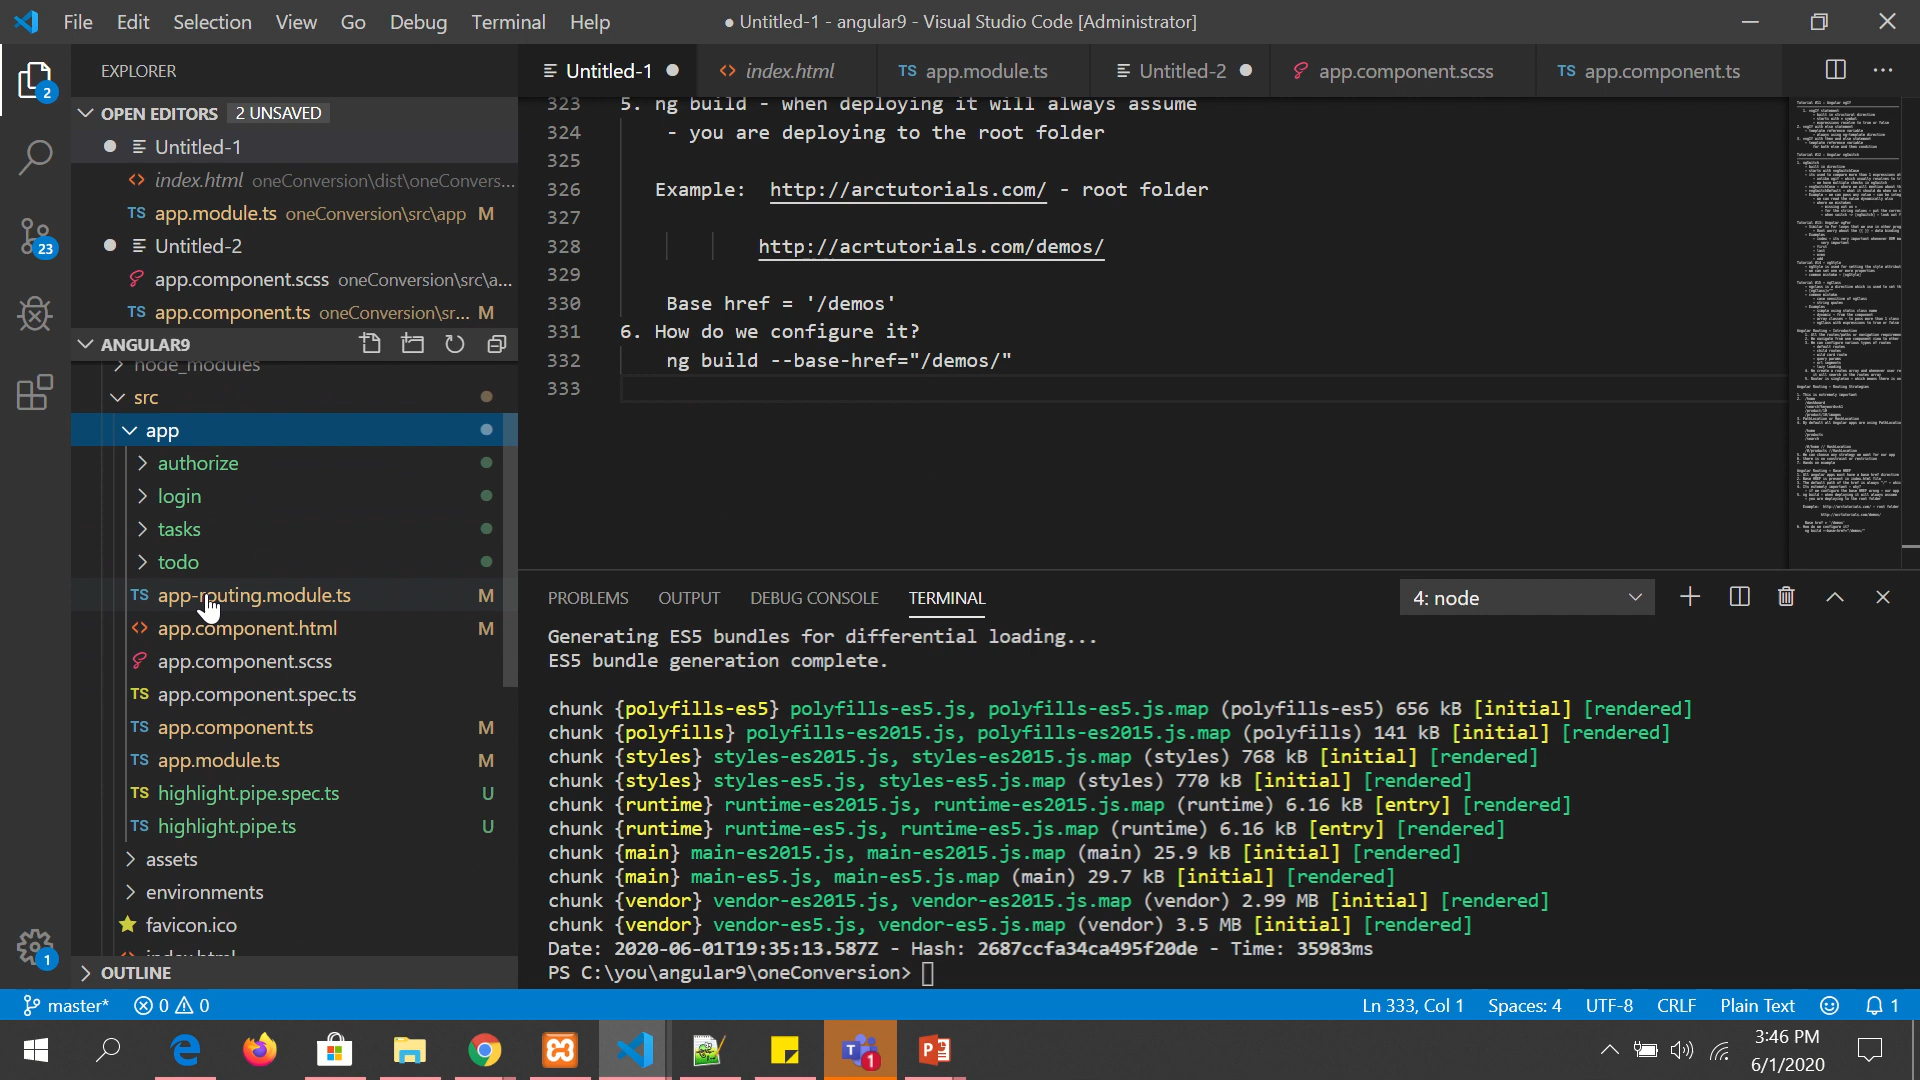 File Edit Selection View Go Debug Terminal Help
● Untitled-1 - angular9 - Visual Studio Code [Administrator]
EXPLORER
OPEN EDITORS 2 UNSAVED
Untitled-1
index.html oneConversion\dist\oneConvers...
TS app.module.ts oneConversion\src\app M
Untitled-2
app.component.scss oneConversion\src\a...
TS app.component.ts oneConversion\sr... M
ANGULAR9
node_modules
src
app
authorize
login
tasks
todo
TS app-routing.module.ts M
app.component.html M
app.component.scss
TS app.component.spec.ts
TS app.component.ts M
TS app.module.ts M
TS highlight.pipe.spec.ts U
TS highlight.pipe.ts U
assets
environments
favicon.ico
index.html
OUTLINE
2
23
1
Untitled-1 index.html TS app.module.ts Untitled-2 app.component.scss TS app.component.ts
323 5. ng build - when deploying it will always assume
324 - you are deploying to the root folder
325
326 Example: http://arctutorials.com/ - root folder
327
328 http://acrtutorials.com/demos/
329
330 Base href = '/demos'
331 6. How do we configure it?
332 ng build --base-href="/demos/"
333
PROBLEMS OUTPUT DEBUG CONSOLE TERMINAL 4: node
Generating ES5 bundles for differential loading...
ES5 bundle generation complete.
chunk {polyfills-es5} polyfills-es5.js, polyfills-es5.js.map (polyfills-es5) 656 kB [initial] [rendered]
chunk {polyfills} polyfills-es2015.js, polyfills-es2015.js.map (polyfills) 141 kB [initial] [rendered]
chunk {styles} styles-es2015.js, styles-es2015.js.map (styles) 768 kB [initial] [rendered]
chunk {styles} styles-es5.js, styles-es5.js.map (styles) 770 kB [initial] [rendered]
chunk {runtime} runtime-es2015.js, runtime-es2015.js.map (runtime) 6.16 kB [entry] [rendered]
chunk {runtime} runtime-es5.js, runtime-es5.js.map (runtime) 6.16 kB [entry] [rendered]
chunk {main} main-es2015.js, main-es2015.js.map (main) 25.9 kB [initial] [rendered]
chunk {main} main-es5.js, main-es5.js.map (main) 29.7 kB [initial] [rendered]
chunk {vendor} vendor-es2015.js, vendor-es2015.js.map (vendor) 2.99 MB [initial] [rendered]
chunk {vendor} vendor-es5.js, vendor-es5.js.map (vendor) 3.5 MB [initial] [rendered]
Date: 2020-06-01T19:35:13.587Z - Hash: 2687ccfa34ca495f20de - Time: 35983ms
PS C:\you\angular9\oneConversion>
master* 0 0 Ln 333, Col 1 Spaces: 4 UTF-8 CRLF Plain Text 1
3:46 PM
6/1/2020